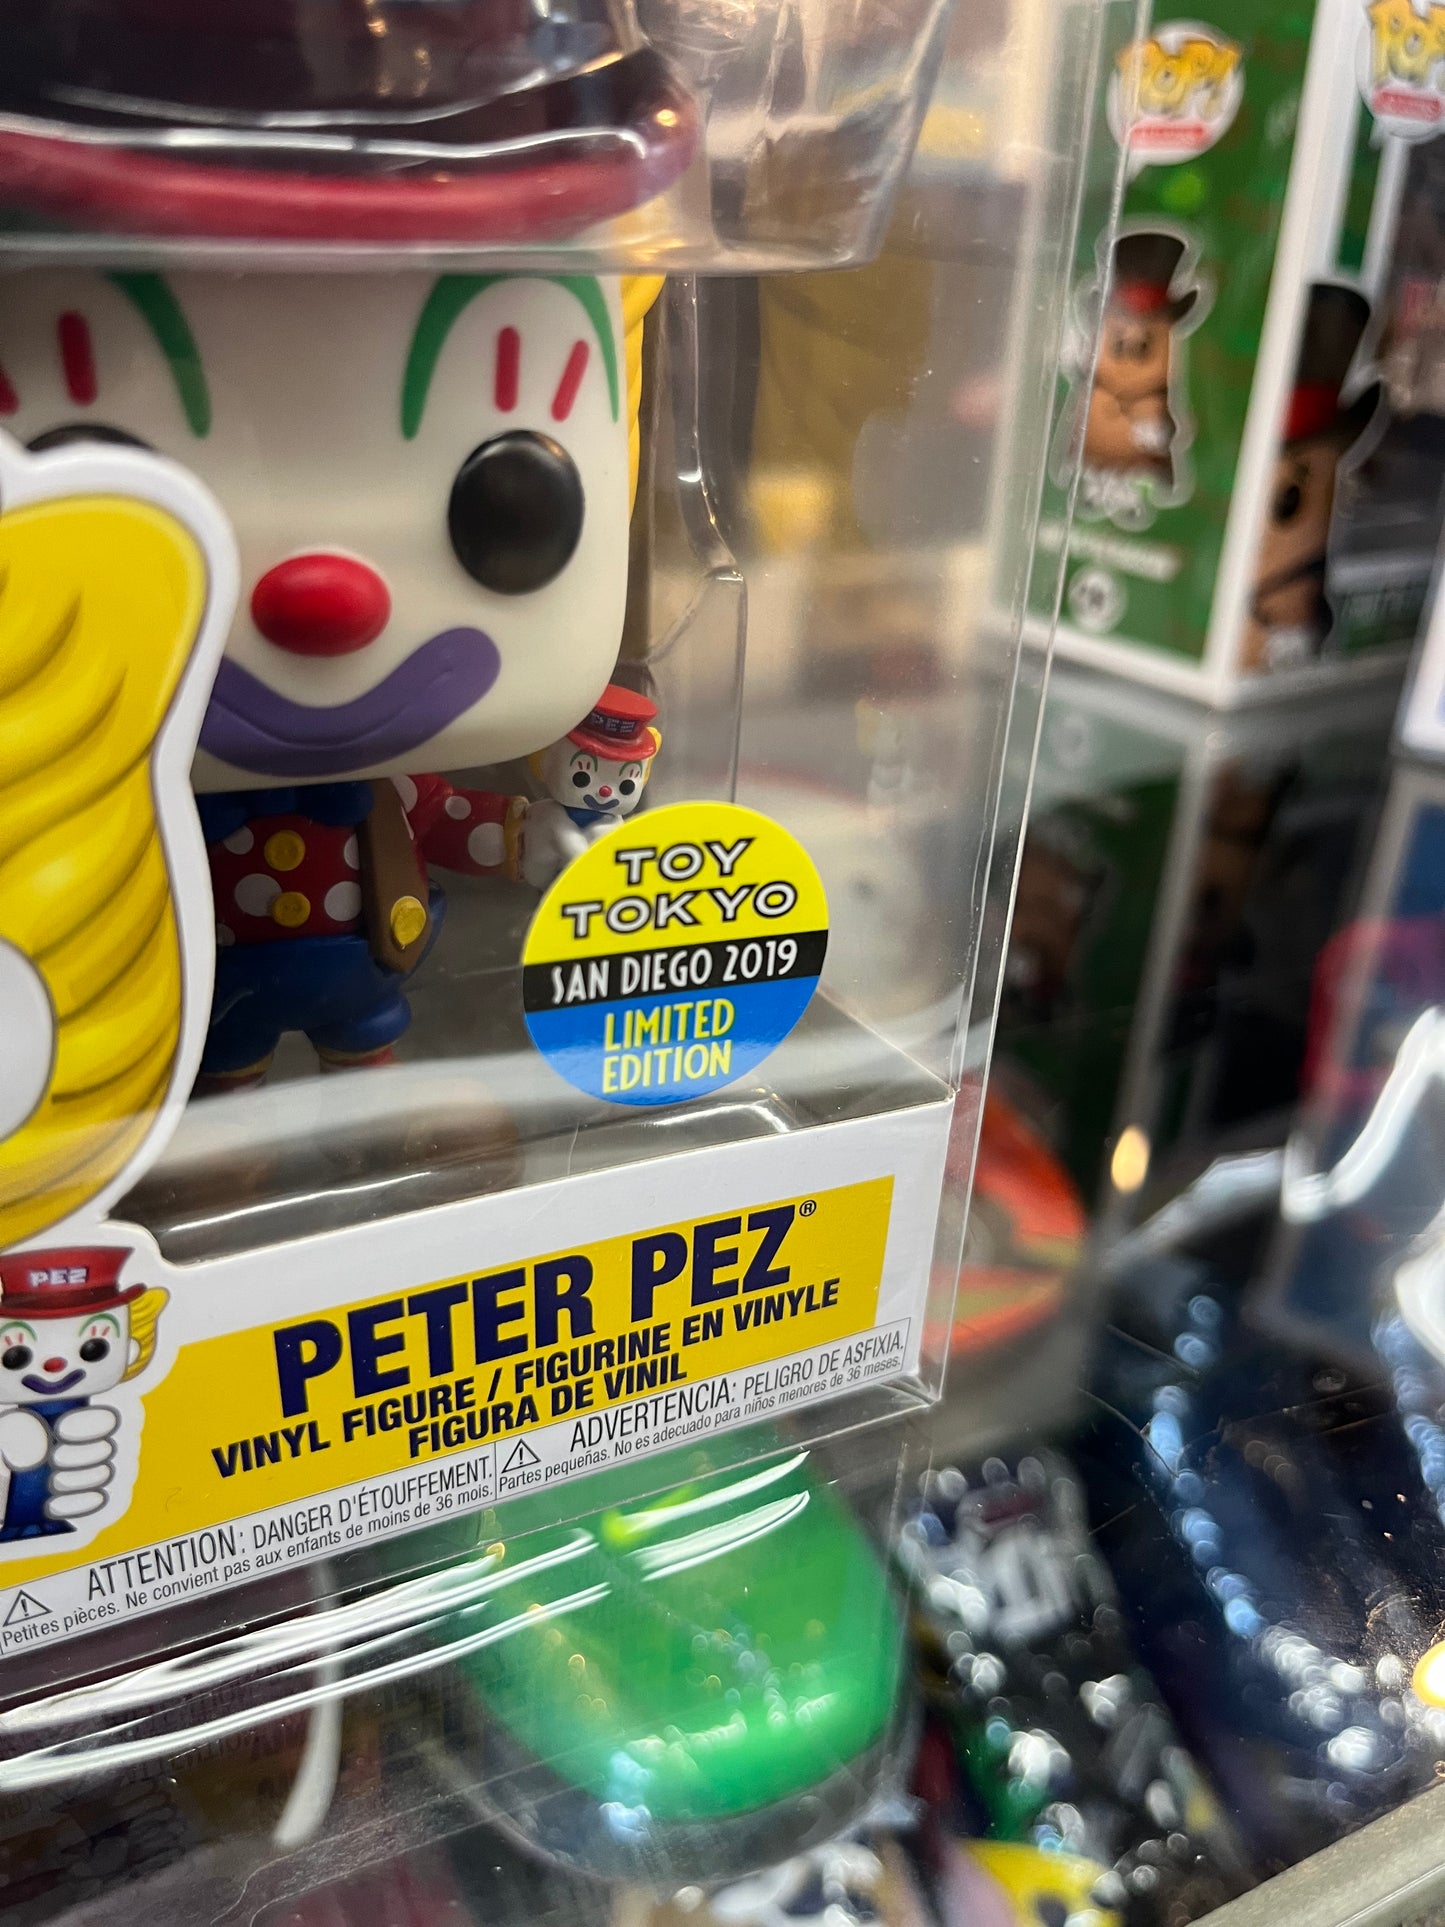 TOY
TOKYO
SAN DIEGO 2019
LIMITED
EDITION
PEZ
PETER PEZ®
VINYL FIGURE / FIGURINE EN VINYLE
FIGURA DE VINIL
ATTENTION: DANGER D'ÉTOUFFEMENT.
Petites pièces. Ne convient pas aux enfants de moins de 36 mois.
ADVERTENCIA: PELIGRO DE ASFIXIA.
Partes pequeñas. No es adecuado para niños menores de 36 meses.
POP!
POP!